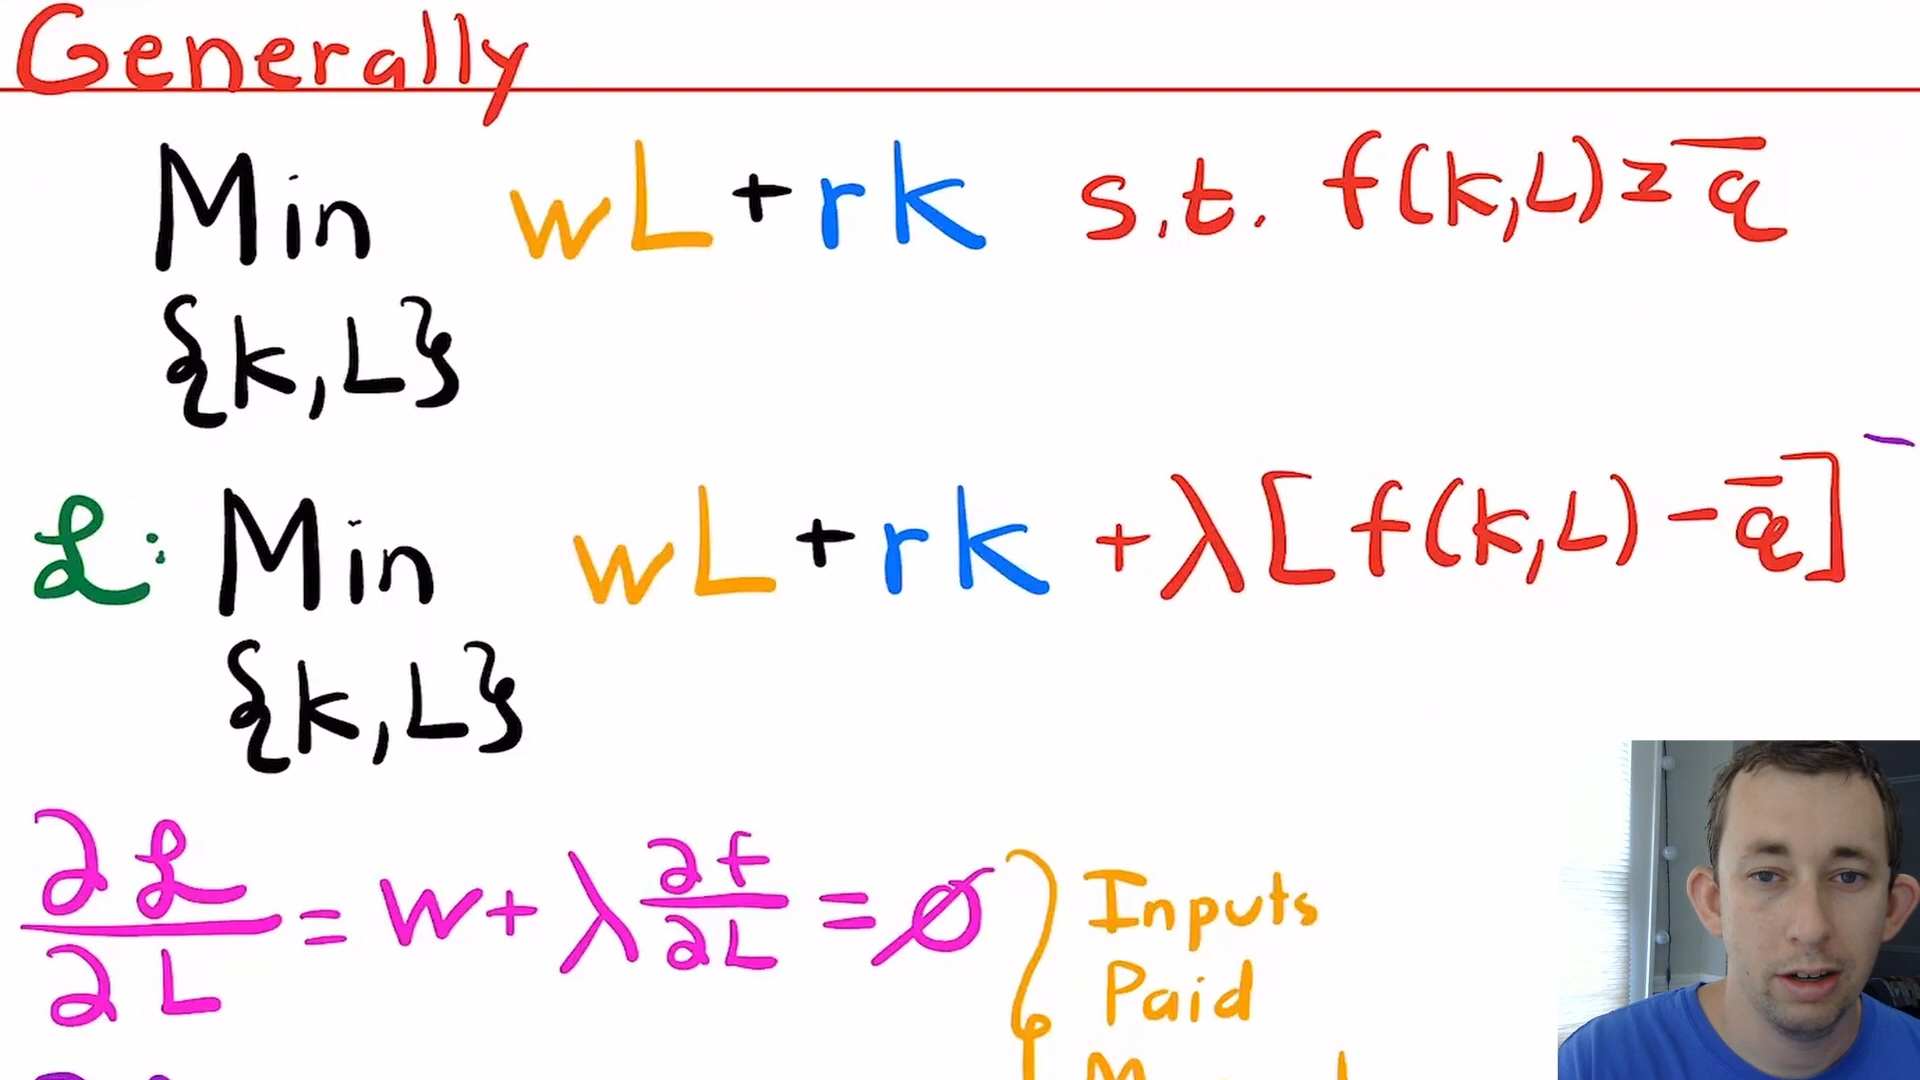 Generally
Min wL + rk s.t. f(k,L) ≥ q̄
{k,L}
ℒ: Min wL + rk + λ[f(k,L) - q̄]
{k,L}
∂ℒ/∂L = w + λ ∂f/∂L = ∅
Inputs
Paid